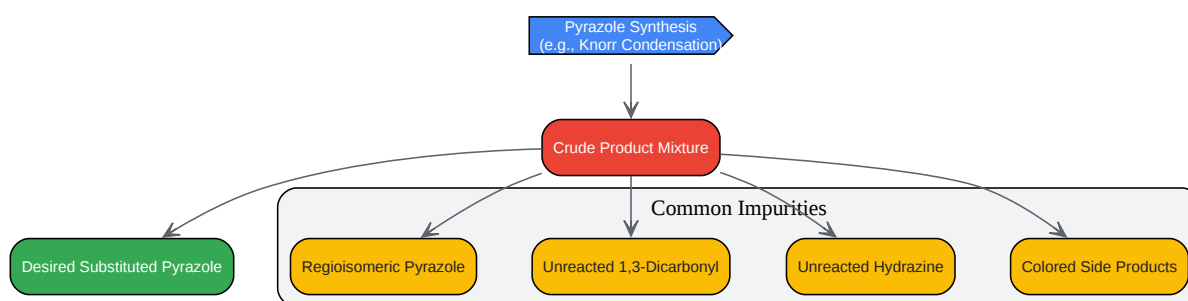 Pyrazole Synthesis
(e.g., Knorr Condensation)
Crude Product Mixture
Common Impurities
Desired Substituted Pyrazole
Regioisomeric Pyrazole
Unreacted 1,3-Dicarbonyl
Unreacted Hydrazine
Colored Side Products